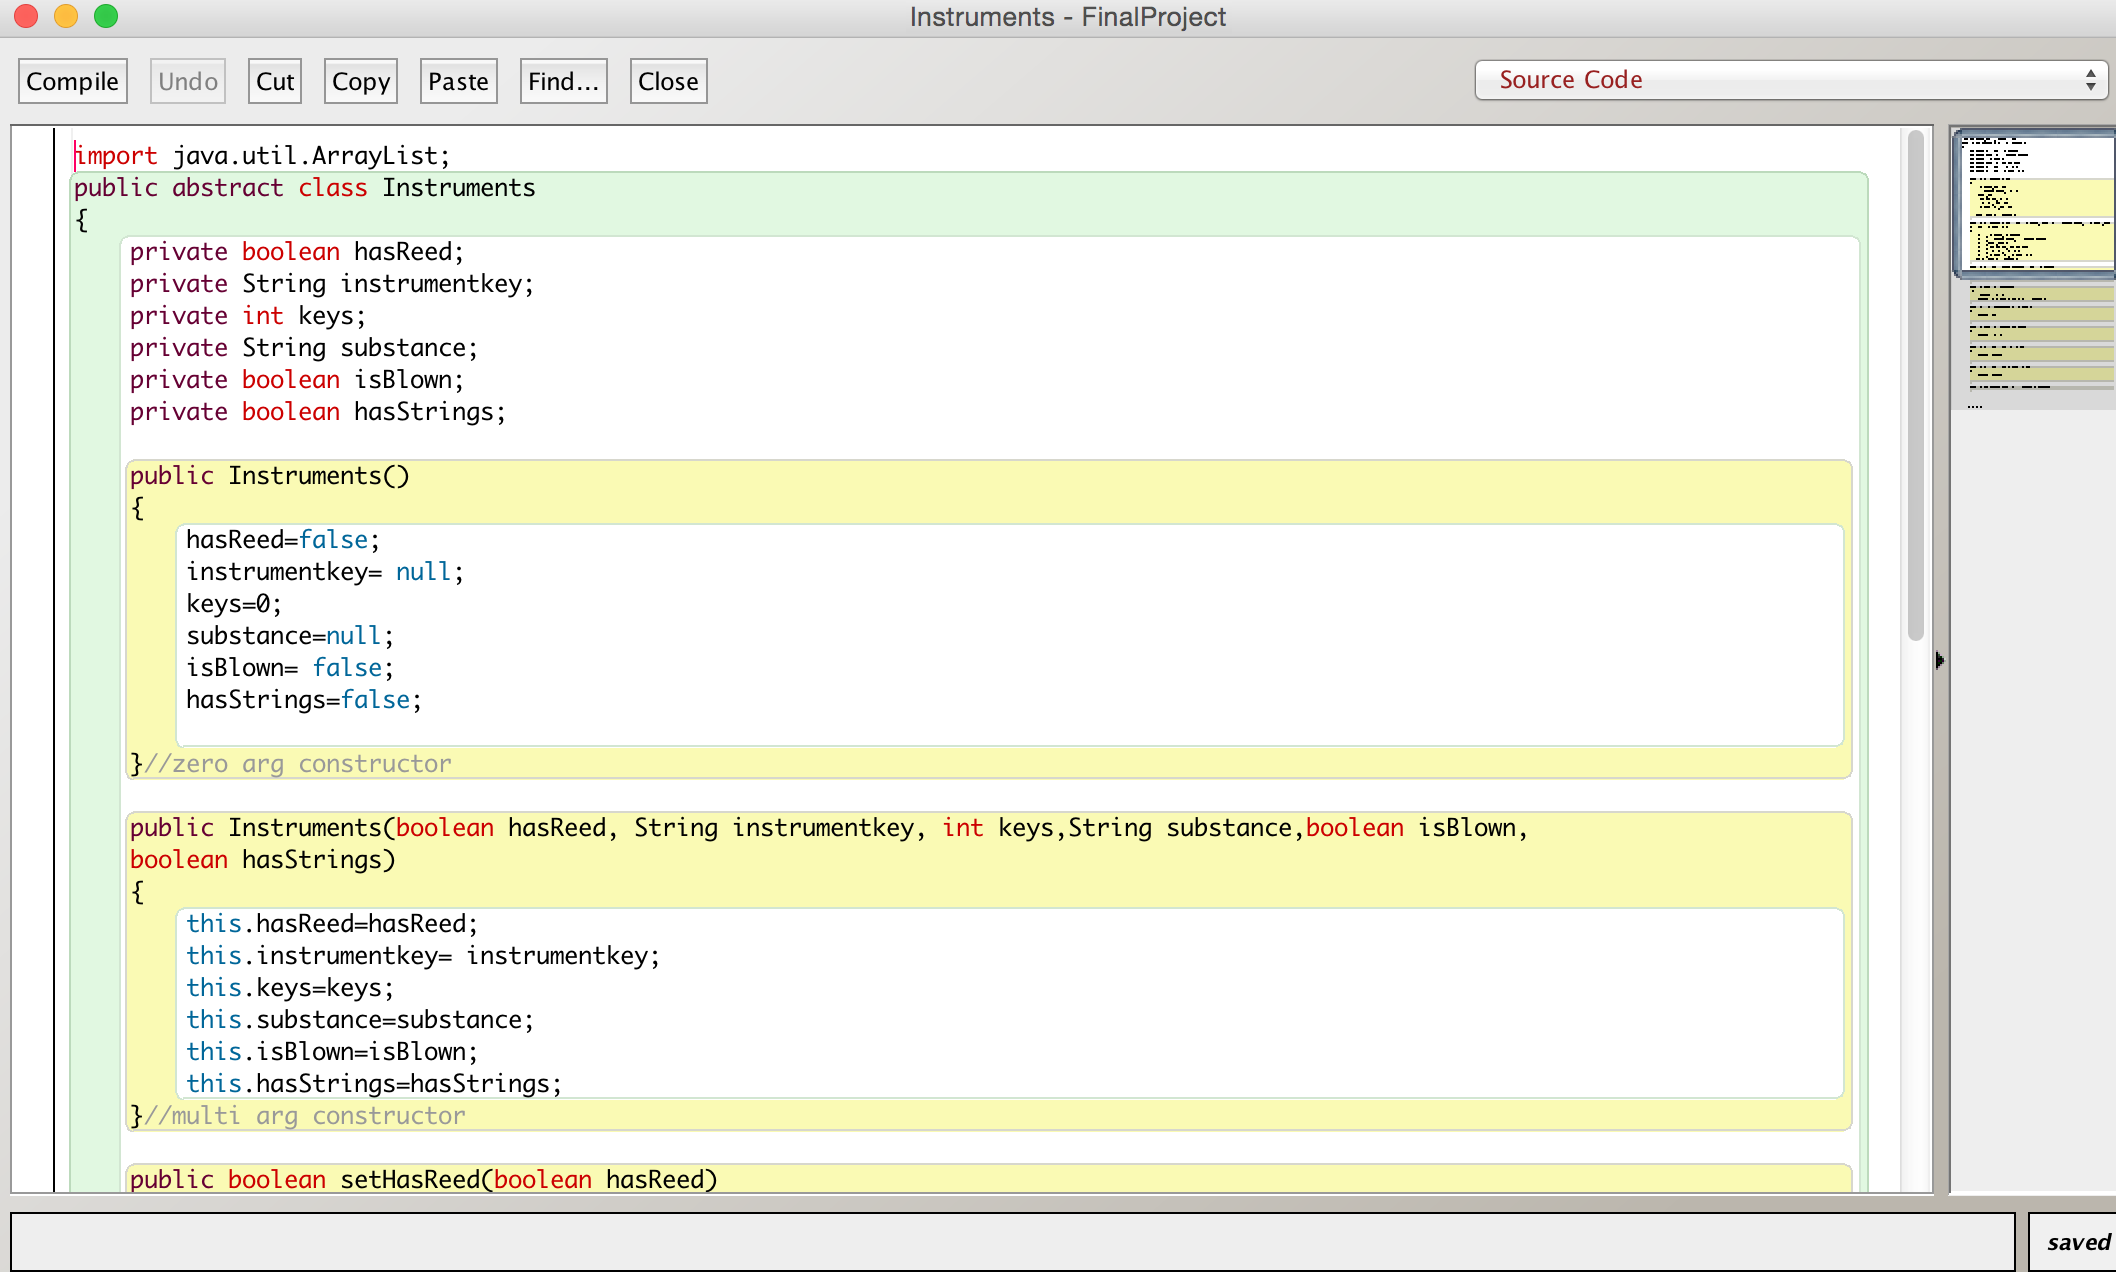 Instruments - FinalProject
Compile Undo Cut Copy Paste Find... Close Source Code
import java.util.ArrayList;
public abstract class Instruments
{
private boolean hasReed;
private String instrumentkey;
private int keys;
private String substance;
private boolean isBlown;
private boolean hasStrings;
public Instruments()
{
hasReed=false;
instrumentkey= null;
keys=0;
substance=null;
isBlown= false;
hasStrings=false;
}//zero arg constructor
public Instruments(boolean hasReed, String instrumentkey, int keys,String substance,boolean isBlown,
boolean hasStrings)
{
this.hasReed=hasReed;
this.instrumentkey= instrumentkey;
this.keys=keys;
this.substance=substance;
this.isBlown=isBlown;
this.hasStrings=hasStrings;
}//multi arg constructor
public boolean setHasReed(boolean hasReed)
saved